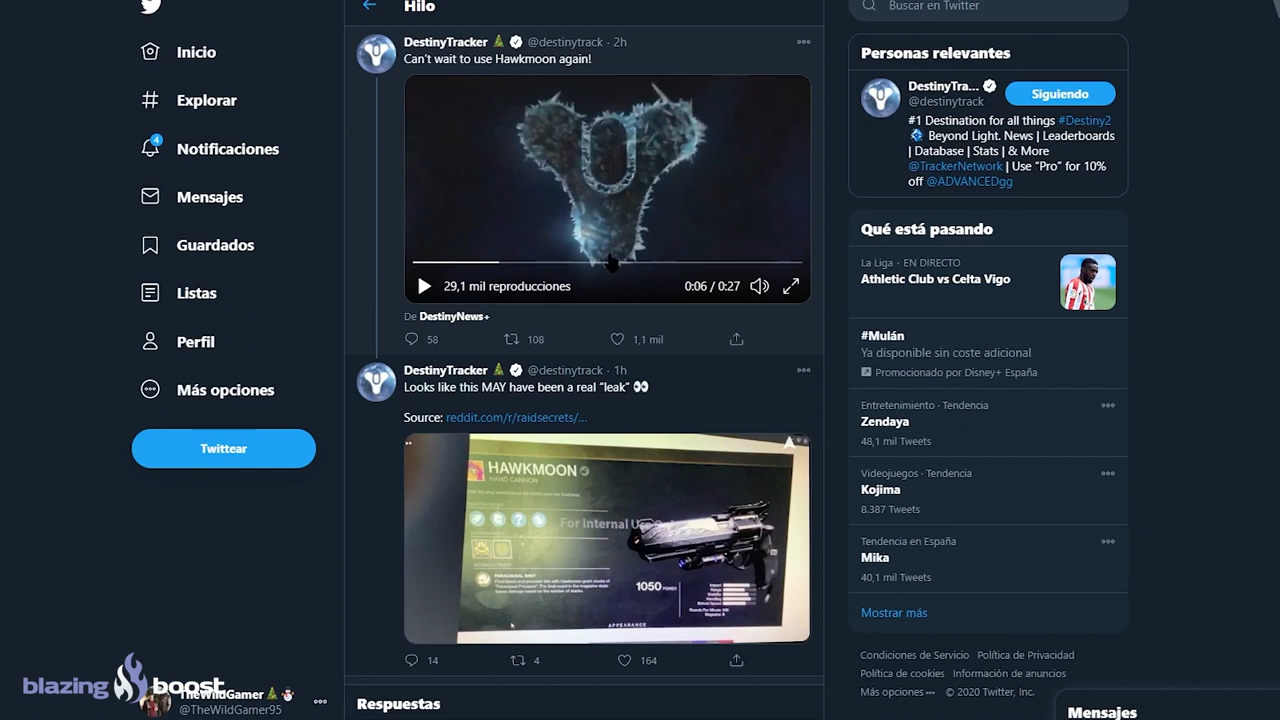 Inicio
Explorar
4
Notificaciones
Mensajes
Guardados
Listas
Perfil
Más opciones
Twittear
TheWildGamer
@TheWildGamer95
blazing boost
Hilo
DestinyTracker @destinytrack · 2h
Can't wait to use Hawkmoon again!
29,1 mil reproducciones
0:06 / 0:27
De DestinyNews+
58 108 1,1 mil
DestinyTracker @destinytrack · 1h
Looks like this MAY have been a real "leak"
Source: reddit.com/r/raidsecrets/...
HAWKMOON
HAND CANNON
For Internal Use
PARACAUSAL SHOT
1050 POWER
Impact
Range
Stability
Handling
Reload Speed
APPEARANCE
14 4 164
Respuestas
Buscar en Twitter
Personas relevantes
DestinyTra...
@destinytrack
Siguiendo
#1 Destination for all things #Destiny2
Beyond Light. News | Leaderboards
| Database | Stats | & More
@TrackerNetwork | Use "Pro" for 10%
off @ADVANCEDgg
Qué está pasando
La Liga · EN DIRECTO
Athletic Club vs Celta Vigo
#Mulán
Ya disponible sin coste adicional
Promocionado por Disney+ España
Entretenimiento · Tendencia
Zendaya
48,1 mil Tweets
Videojuegos · Tendencia
Kojima
8.387 Tweets
Tendencia en España
Mika
40,1 mil Tweets
Mostrar más
Condiciones de Servicio Política de Privacidad
Política de cookies Información de anuncios
Más opciones ··· © 2020 Twitter, Inc.
Mensajes